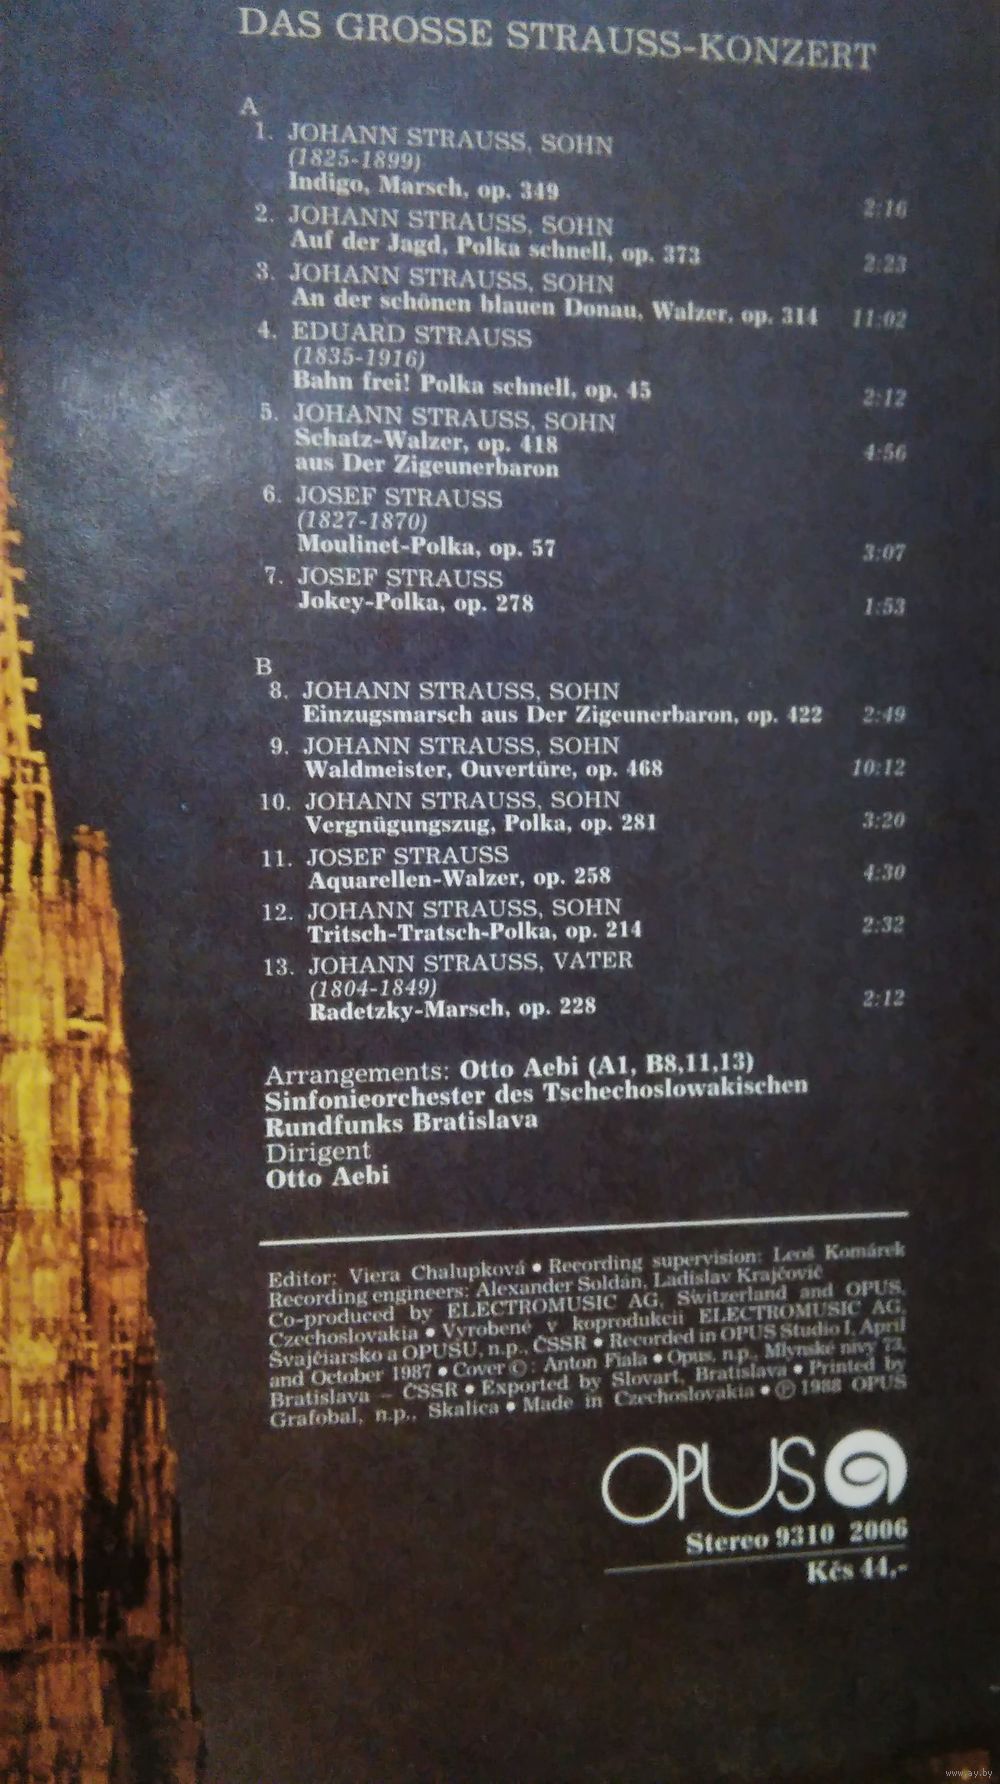 DAS GROSSE STRAUSS-KONZERT
A
1. JOHANN STRAUSS, SOHN
(1825-1899)
Indigo, Marsch, op. 349 2:16
2. JOHANN STRAUSS, SOHN
Auf der Jagd, Polka schnell, op. 373 2:23
3. JOHANN STRAUSS, SOHN
An der schönen blauen Donau, Walzer, op. 314 11:02
4. EDUARD STRAUSS
(1835-1916)
Bahn frei! Polka schnell, op. 45 2:12
5. JOHANN STRAUSS, SOHN
Schatz-Walzer, op. 418 4:56
aus Der Zigeunerbaron
6. JOSEF STRAUSS
(1827-1870)
Moulinet-Polka, op. 57 3:07
7. JOSEF STRAUSS
Jokey-Polka, op. 278 1:53
B
8. JOHANN STRAUSS, SOHN
Einzugsmarsch aus Der Zigeunerbaron, op. 422 2:49
9. JOHANN STRAUSS, SOHN
Waldmeister, Ouvertüre, op. 468 10:12
10. JOHANN STRAUSS, SOHN
Vergnügungszug, Polka, op. 281 3:20
11. JOSEF STRAUSS
Aquarellen-Walzer, op. 258 4:30
12. JOHANN STRAUSS, SOHN
Tritsch-Tratsch-Polka, op. 214 2:32
13. JOHANN STRAUSS, VATER
(1804-1849)
Radetzky-Marsch, op. 228 2:12
Arrangements: Otto Aebi (A1, B8,11,13)
Sinfonieorchester des Tschechoslowakischen
Rundfunks Bratislava
Dirigent
Otto Aebi
Editor: Viera Chalupková • Recording supervision: Leoš Komárek
Recording engineers: Alexander Soldán, Ladislav Krajčovič
Co-produced by ELECTROMUSIC AG, Switzerland and OPUS,
Czechoslovakia • Vyrobené v koprodukcii ELECTROMUSIC AG,
Švajčiarsko a OPUSU, n.p., ČSSR • Recorded in OPUS Studio I, April
and October 1987 • Cover ©: Anton Fiala • Opus, n.p., Mlynské nivy 73,
Bratislava – ČSSR • Exported by Slovart, Bratislava • Printed by
Grafobal, n.p., Skalica • Made in Czechoslovakia • ℗ 1988 OPUS
OPUS
Stereo 9310 2006
Kčs 44,-
www.ay.by